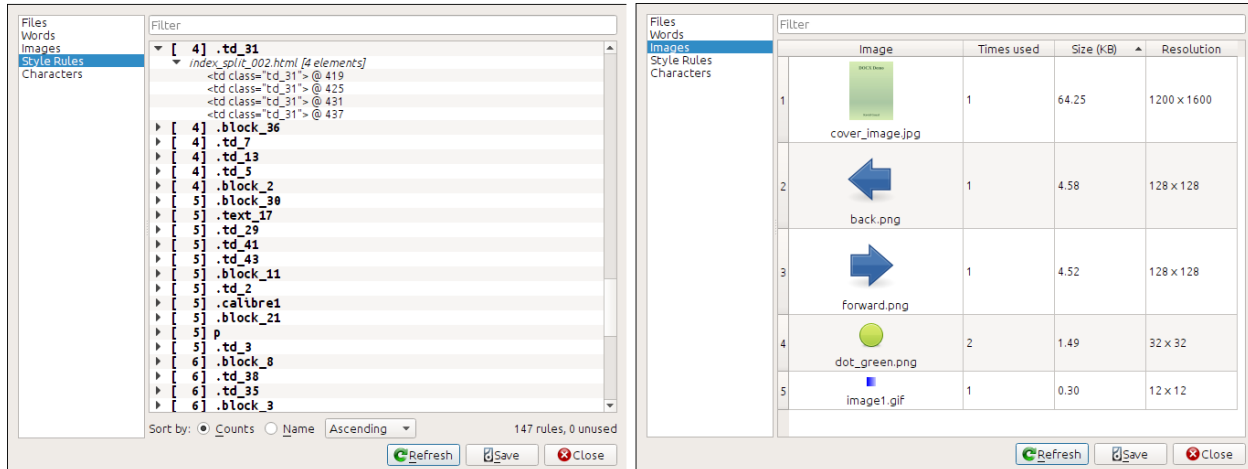 Files
Words
Images
Style Rules
Characters
Filter
[ 4] .td_31
index_split_002.html [4 elements]
<td class="td_31"> @ 419
<td class="td_31"> @ 425
<td class="td_31"> @ 431
<td class="td_31"> @ 437
[ 4] .block_36
[ 4] .td_7
[ 4] .td_13
[ 4] .td_5
[ 4] .block_2
[ 5] .block_30
[ 5] .text_17
[ 5] .td_29
[ 5] .td_41
[ 5] .td_43
[ 5] .block_11
[ 5] .td_2
[ 5] .calibre1
[ 5] .block_21
[ 5] p
[ 5] .td_3
[ 6] .block_8
[ 6] .td_38
[ 6] .td_35
[ 6] .block_3
Sort by: Counts Name Ascending 147 rules, 0 unused
Refresh Save Close
Files
Words
Images
Style Rules
Characters
Filter
Image Times used Size (KB) Resolution
DOCX Demo
1 1 64.25 1200 x 1600
cover_image.jpg
2 1 4.58 128 x 128
back.png
3 1 4.52 128 x 128
forward.png
4 2 1.49 32 x 32
dot_green.png
5 1 0.30 12 x 12
image1.gif
Refresh Save Close